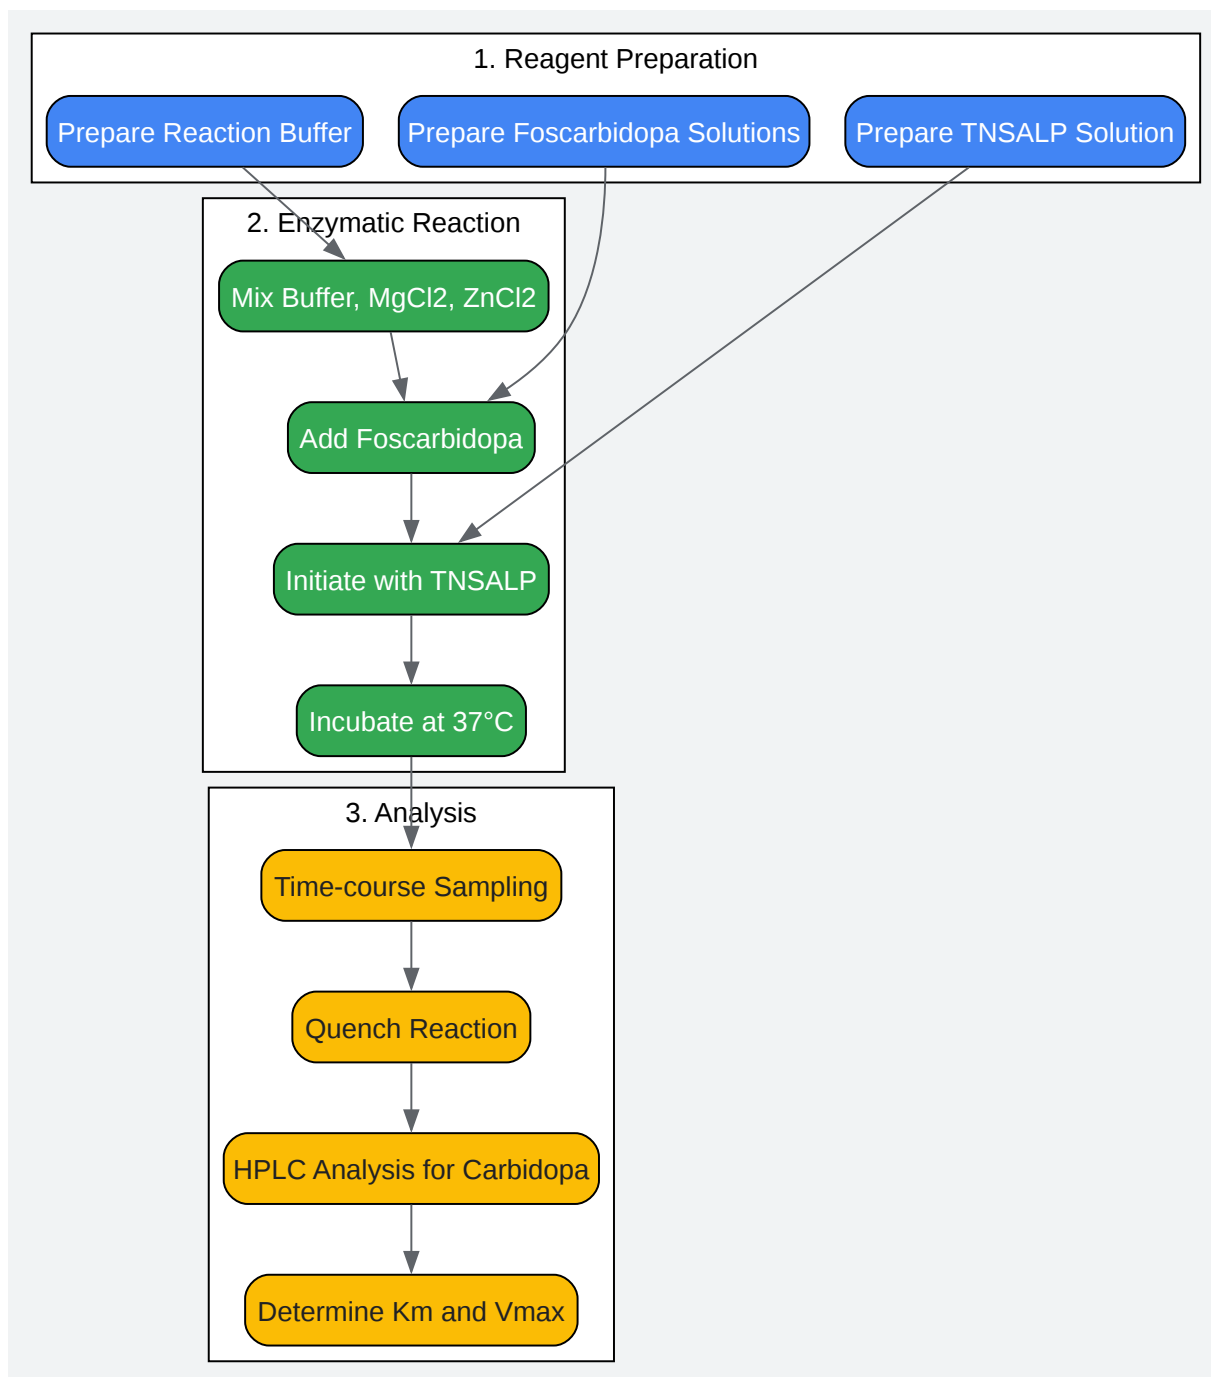 1. Reagent Preparation
Prepare Reaction Buffer
Prepare Foscarbidopa Solutions
Prepare TNSALP Solution
2. Enzymatic Reaction
Mix Buffer, MgCl2, ZnCl2
Add Foscarbidopa
Initiate with TNSALP
Incubate at 37°C
3. Analysis
Time-course Sampling
Quench Reaction
HPLC Analysis for Carbidopa
Determine Km and Vmax